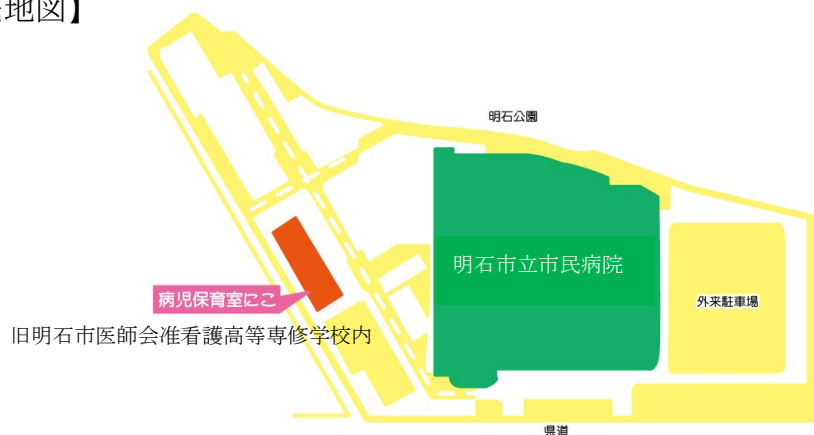 地図】
明石公園
明石市立市民病院
病児保育室にこ
外来駐車場
旧明石市医師会准看護高等専修学校内
県道